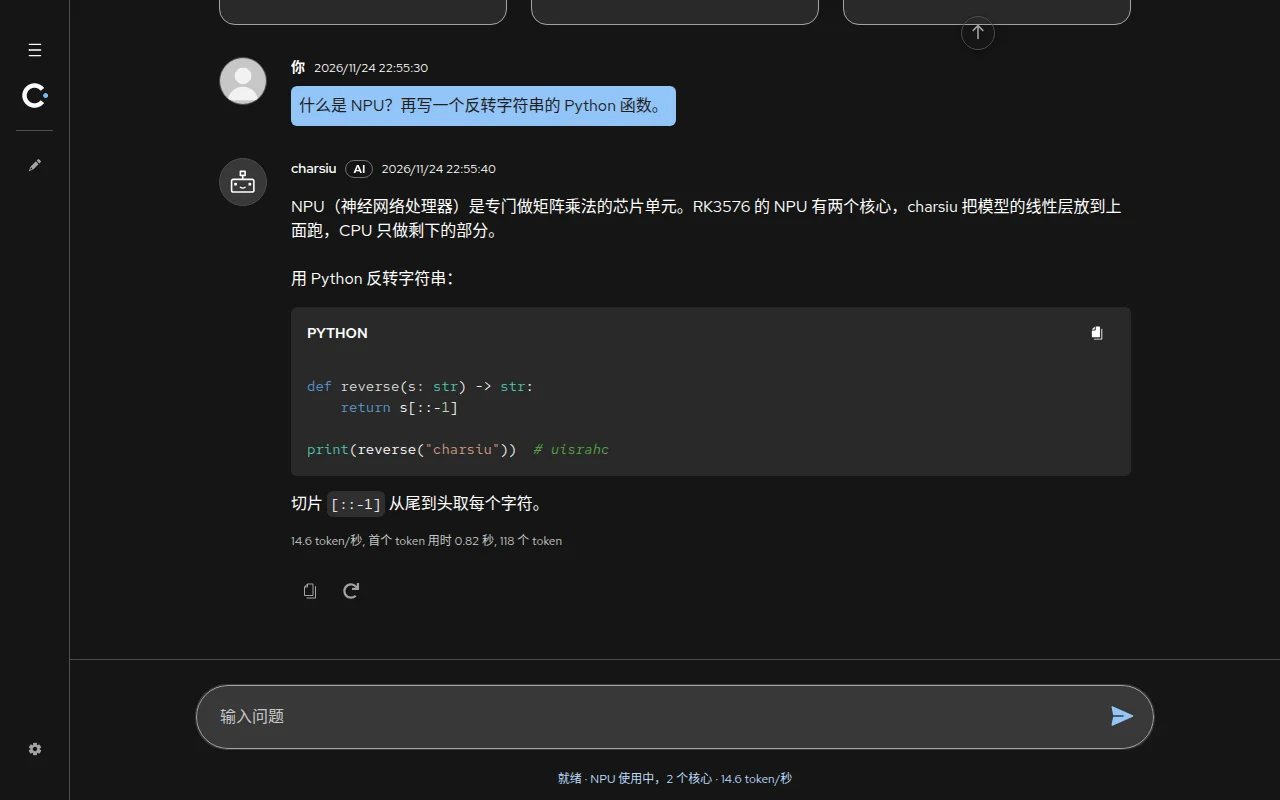 你 2026/11/24 22:55:30
什么是 NPU？再写一个反转字符串的 Python 函数。
charsiu AI 2026/11/24 22:55:40
NPU（神经网络处理器）是专门做矩阵乘法的芯片单元。RK3576 的 NPU 有两个核心，charsiu 把模型的线性层放到上
面跑，CPU 只做剩下的部分。
用 Python 反转字符串：
PYTHON
def reverse(s: str) -> str:
    return s[::-1]
print(reverse("charsiu"))  # uisrahc
切片 [::-1] 从尾到头取每个字符。
14.6 token/秒, 首个 token 用时 0.82 秒, 118 个 token
输入问题
就绪 · NPU 使用中，2 个核心 · 14.6 token/秒